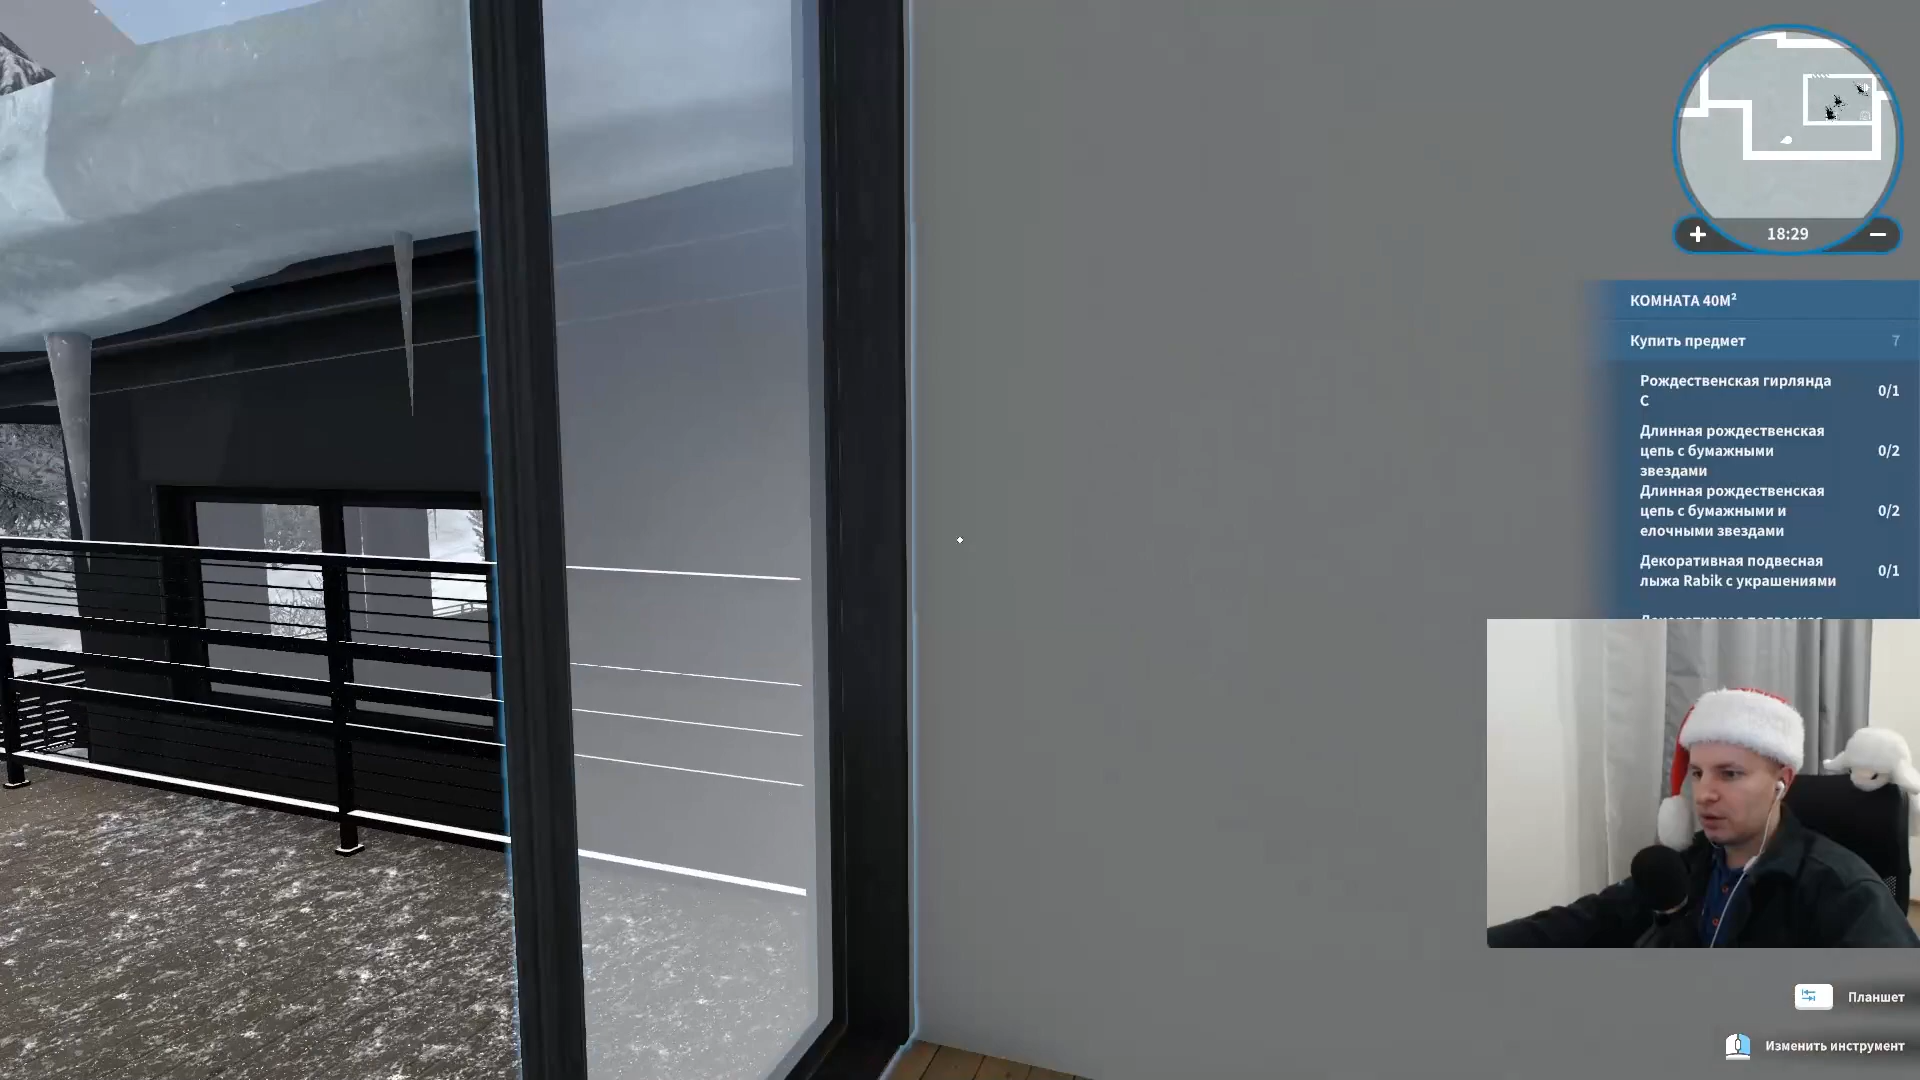 18:29
КОМНАТА 40М²
Купить предмет 7
Рождественская гирлянда
С
0/1
Длинная рождественская
цепь с бумажными
звездами
0/2
Длинная рождественская
цепь с бумажными и
елочными звездами
0/2
Декоративная подвесная
лыжа Rabik с украшениями
0/1
Планшет
Изменить инструмент